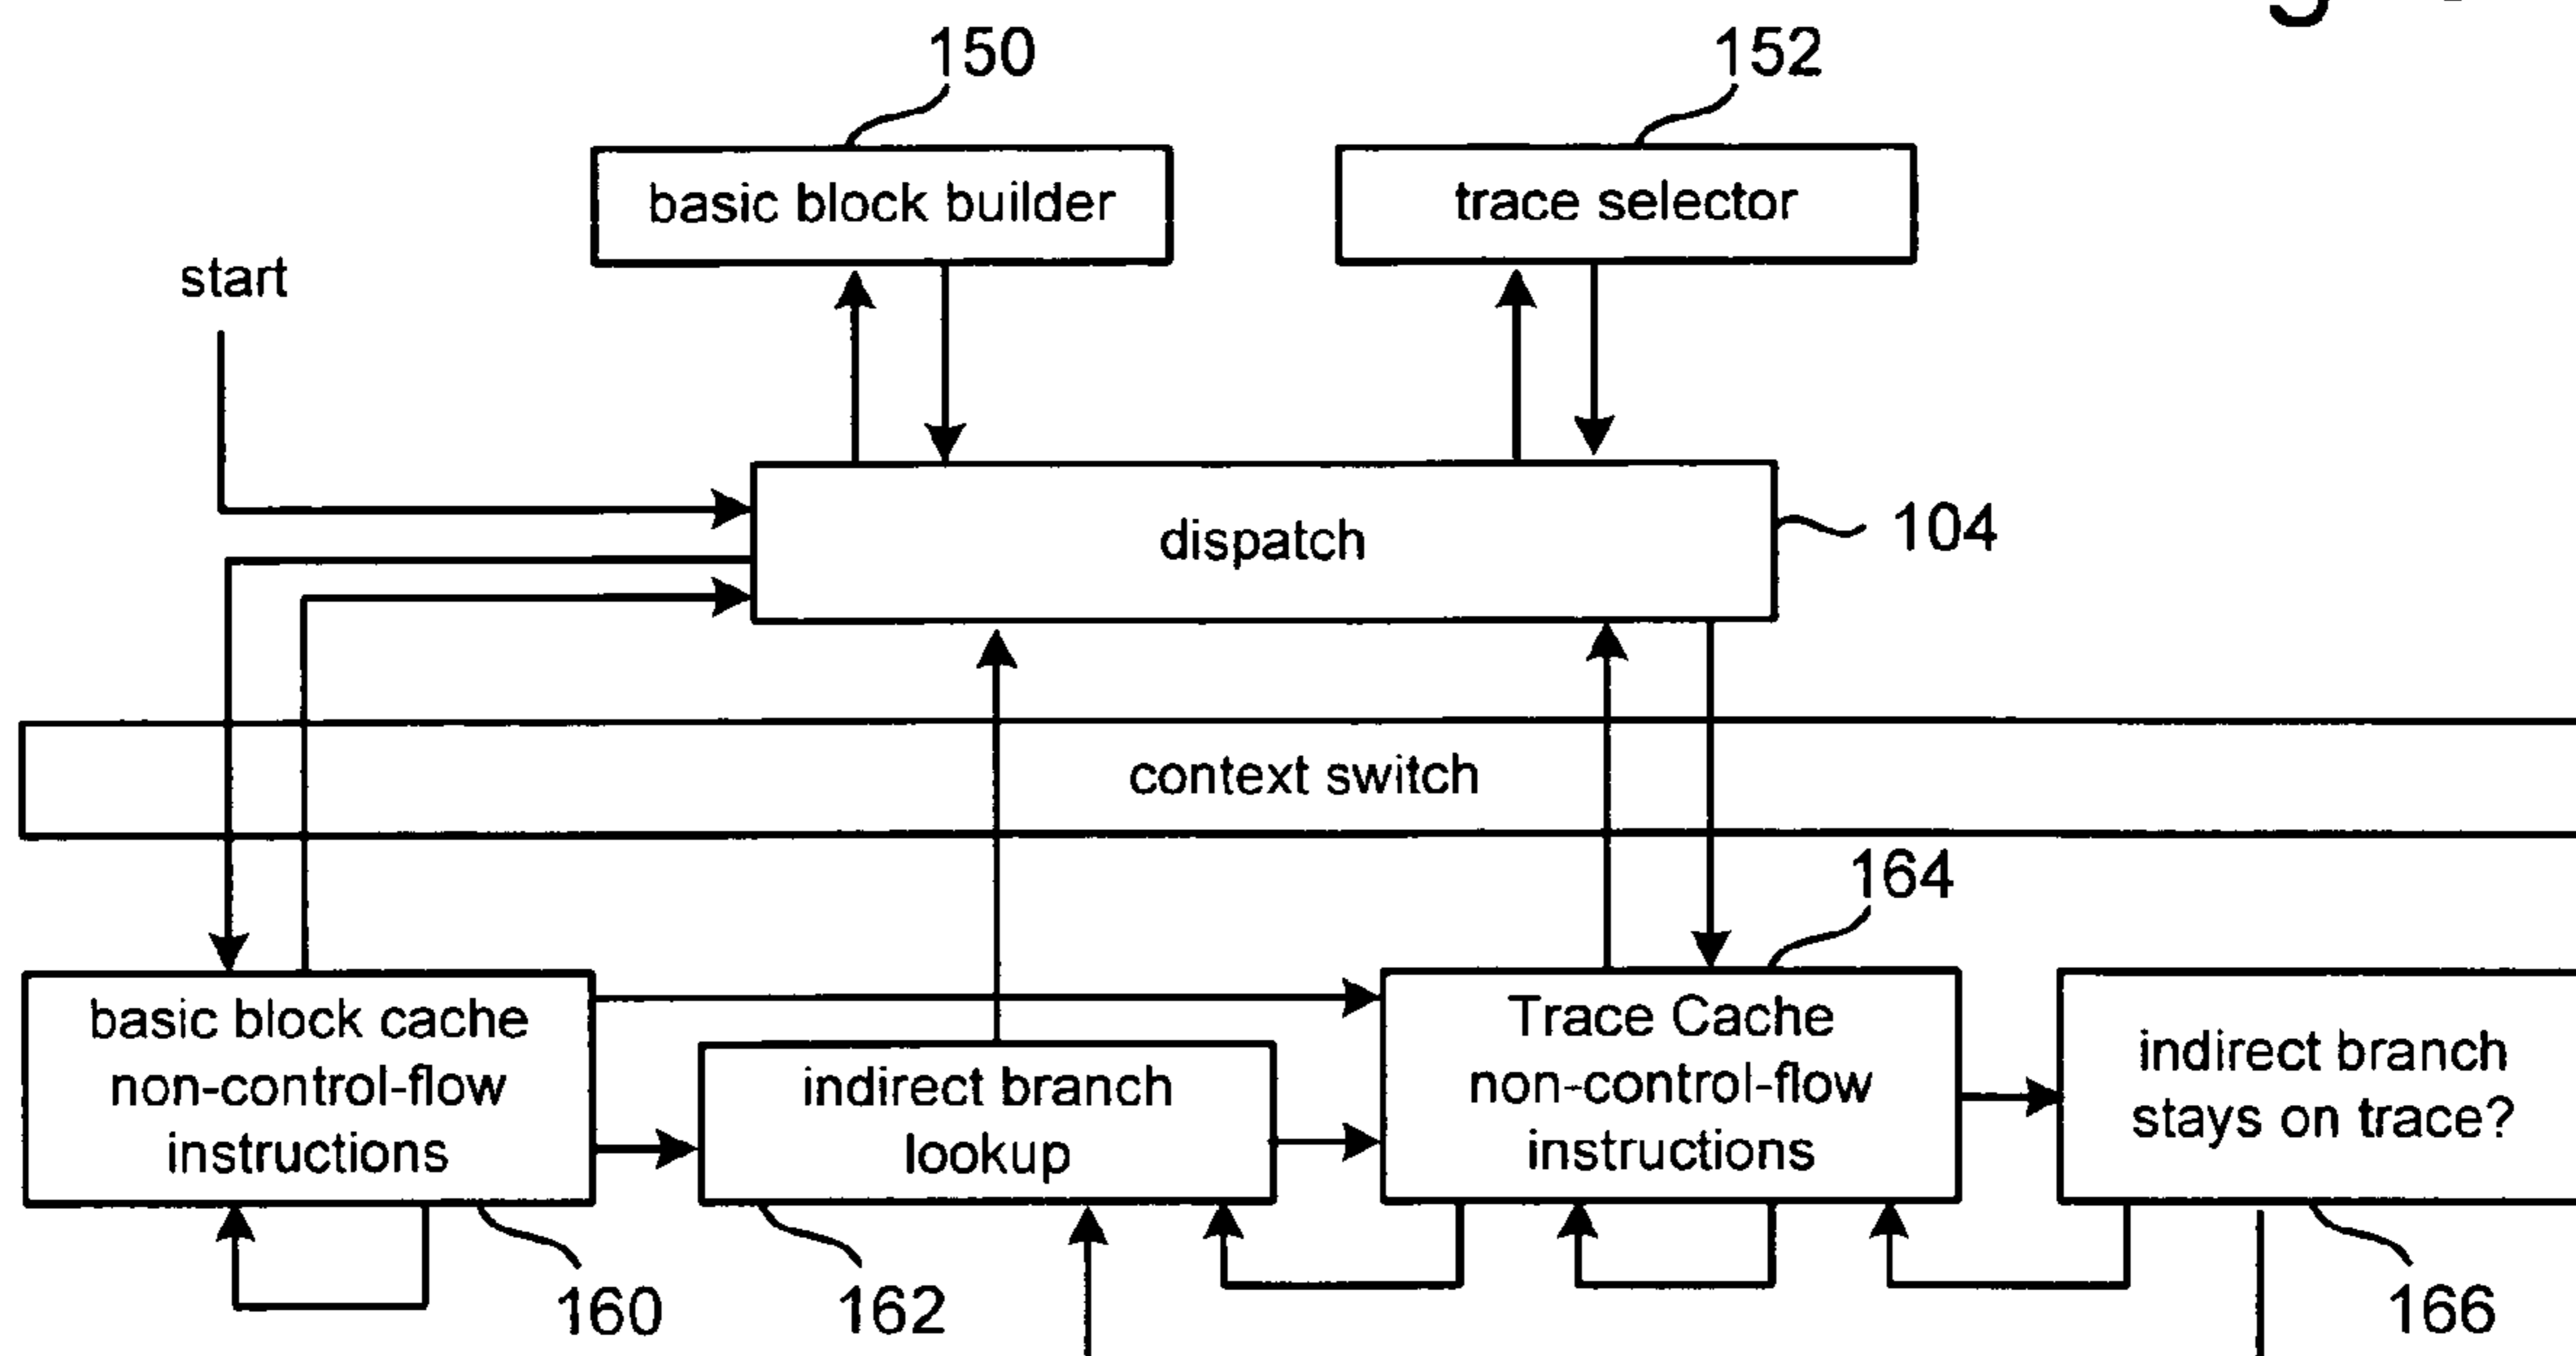 150
152
basic block builder
trace selector
start
dispatch
104
context switch
164
basic block cache
non-control-flow
instructions
indirect branch
lookup
Trace Cache
non-control-flow
instructions
indirect branch
stays on trace?
160
162
166